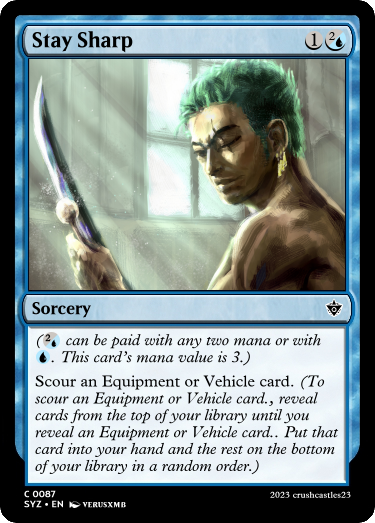 Stay Sharp 1 2
Sorcery
(2 can be paid with any two mana or with
. This card's mana value is 3.)
Scour an Equipment or Vehicle card. (To
scour an Equipment or Vehicle card., reveal
cards from the top of your library until you
reveal an Equipment or Vehicle card.. Put that
card into your hand and the rest on the bottom
of your library in a random order.)
C 0087
SYZ • EN VERUSXMB
2023 crushcastles23